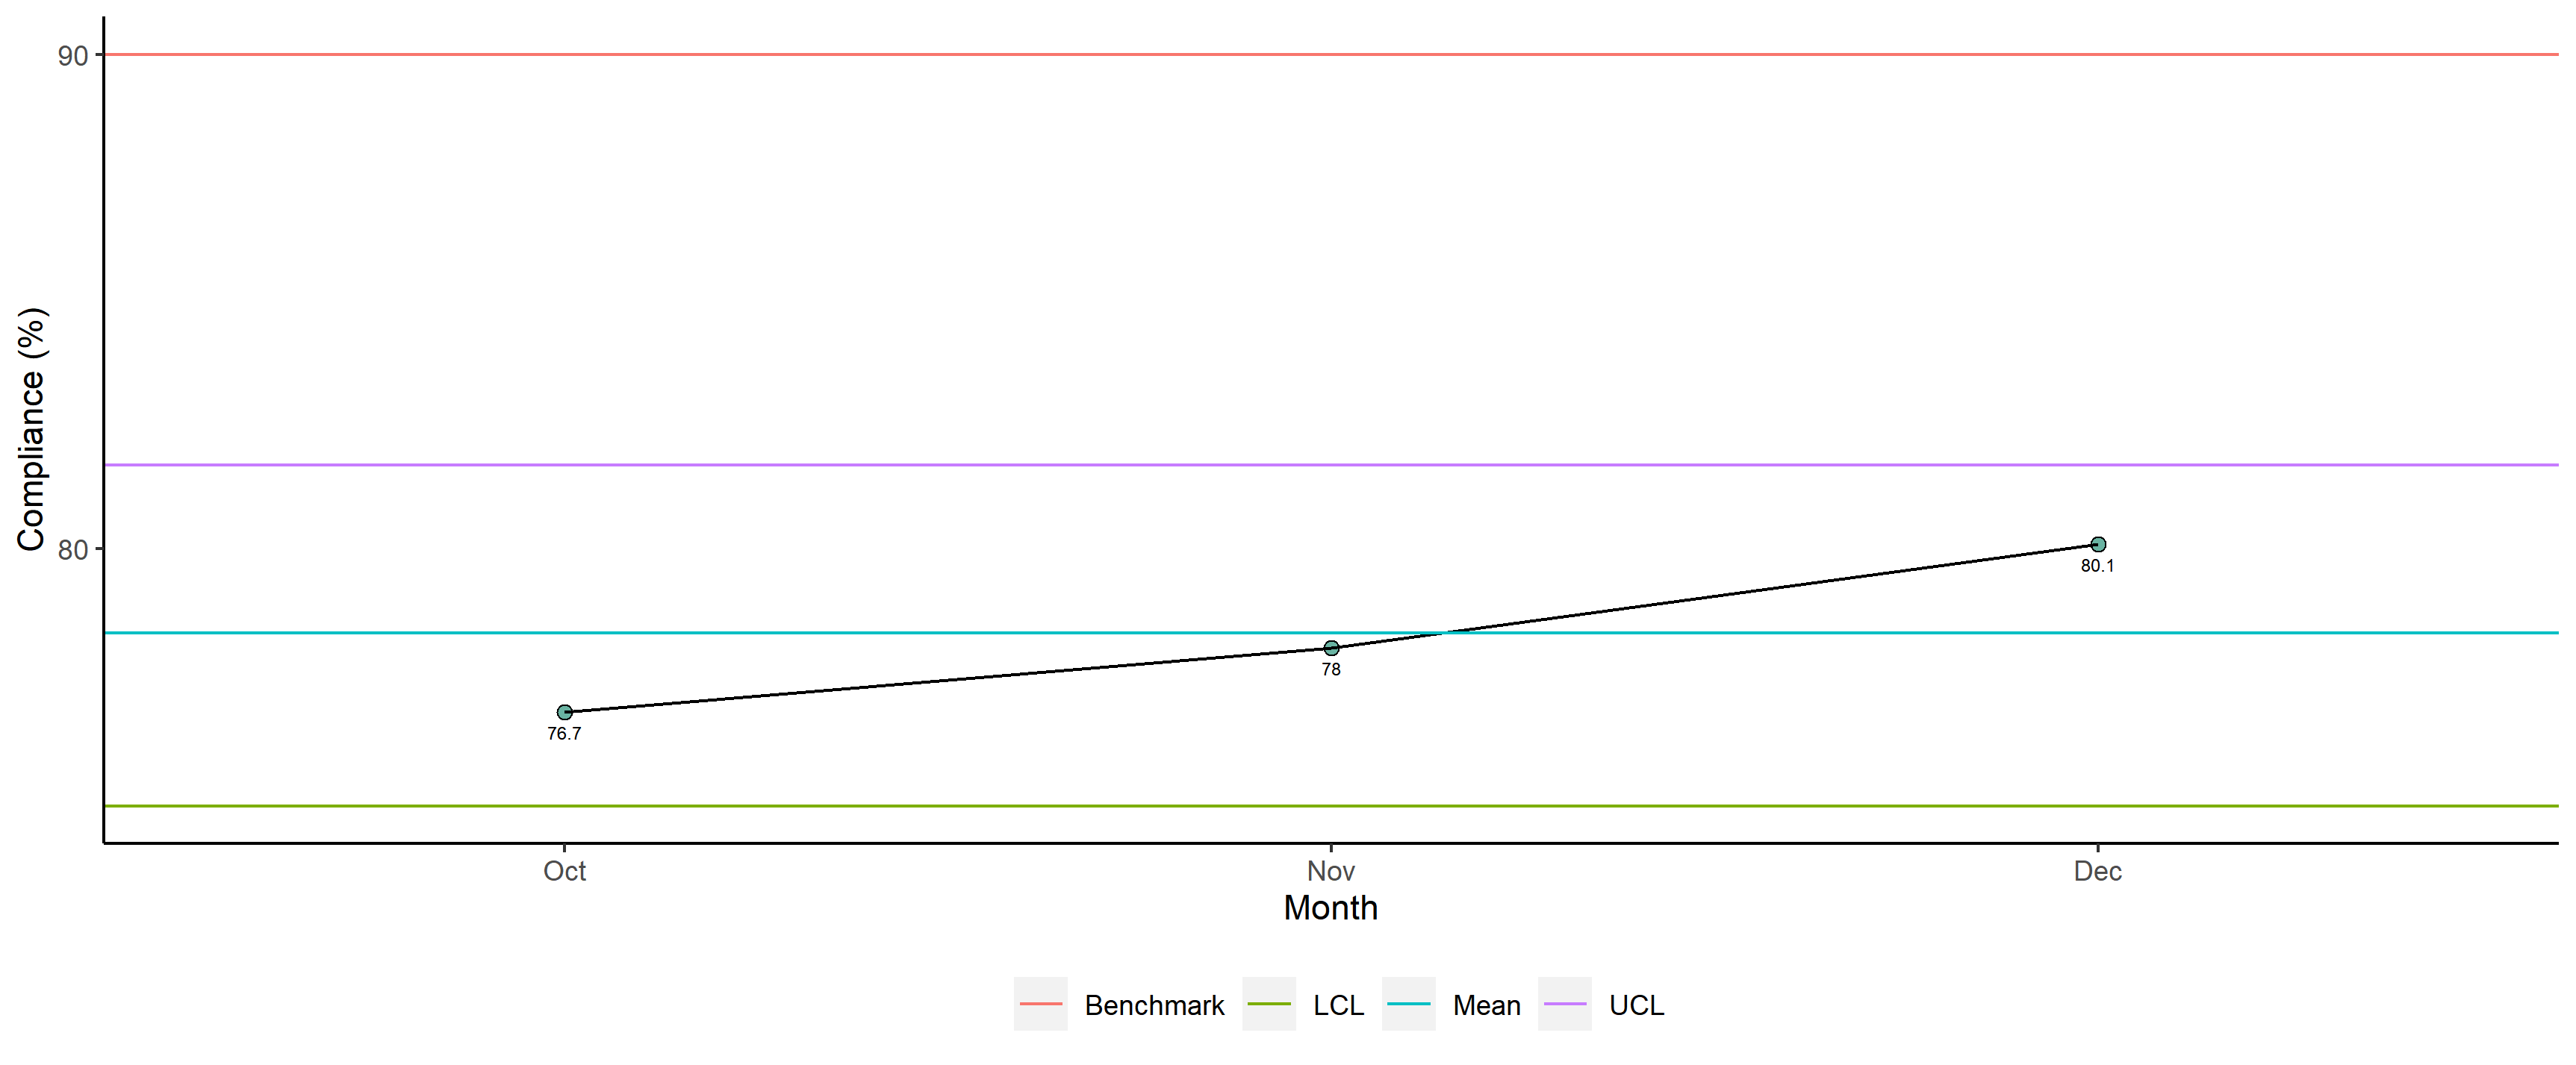 90
80
Compliance (%)
76.7
78
80.1
Oct Nov Dec
Month
Benchmark LCL Mean UCL